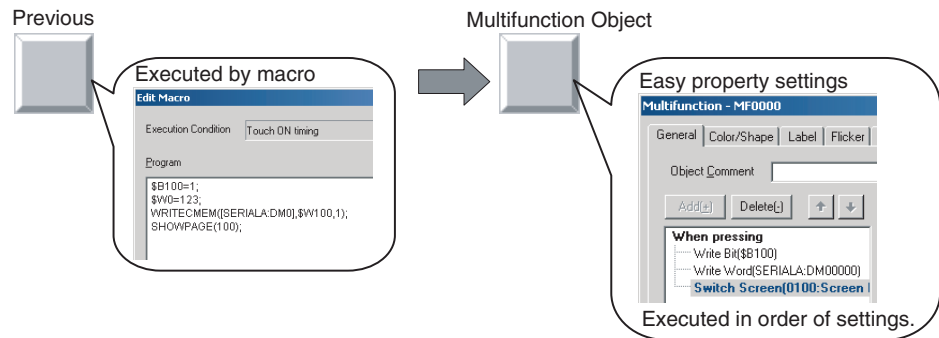 Previous
Executed by macro
Edit Macro
Execution Condition Touch ON timing
Program
$B100=1;
$W0=123;
WRITECMEM([SERIALA:DM0],$W100,1);
SHOWPAGE(100);
Multifunction Object
Easy property settings
Multifunction - MF0000
General Color/Shape Label Flicker
Object Comment
Add(+) Delete(-)
When pressing
Write Bit($B100)
Write Word(SERIALA:DM00000)
Switch Screen(0100:Screen
Executed in order of settings.